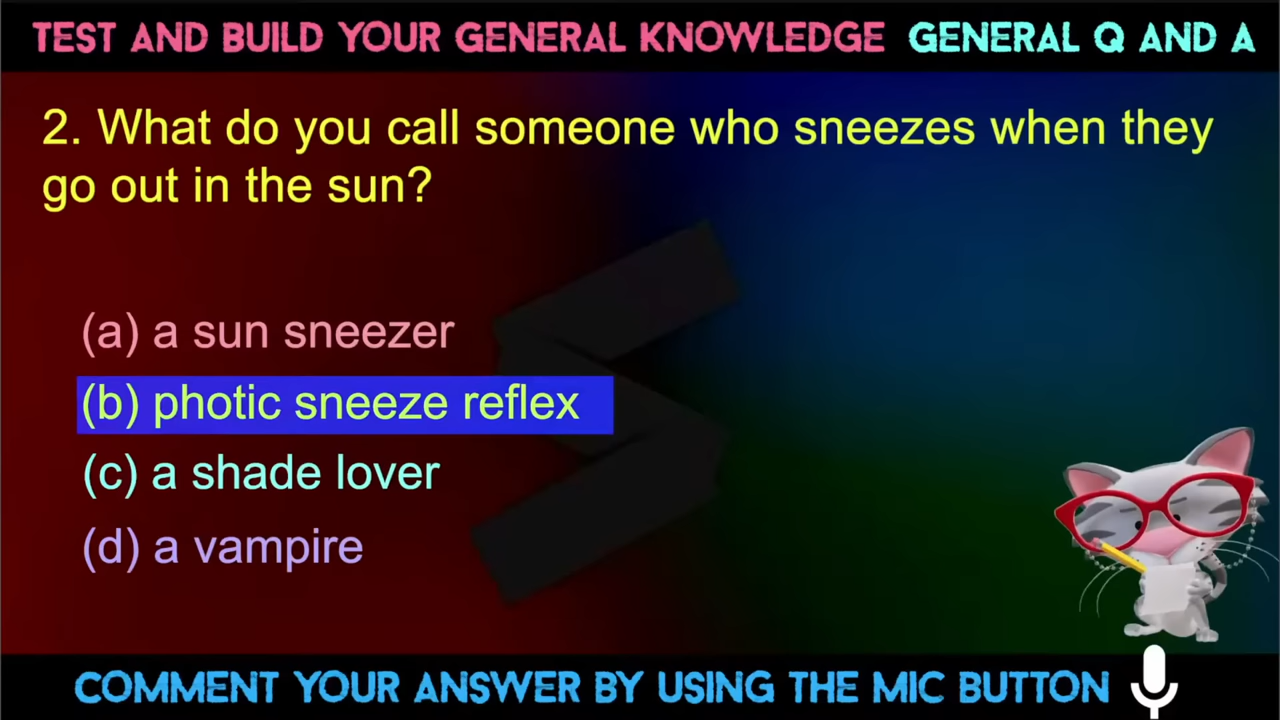 TEST AND BUILD YOUR GENERAL KNOWLEDGE GENERAL Q AND A
2. What do you call someone who sneezes when they
go out in the sun?
(a) a sun sneezer
(b) photic sneeze reflex
(c) a shade lover
(d) a vampire
COMMENT YOUR ANSWER BY USING THE MIC BUTTON